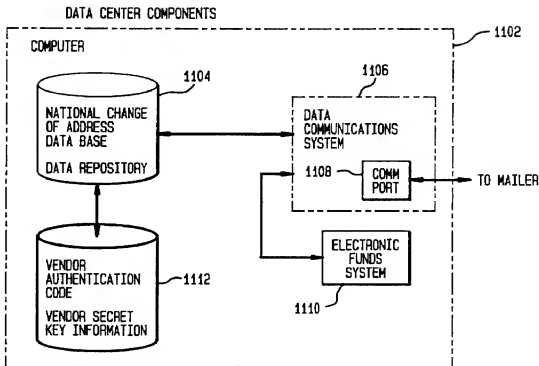 DATA CENTER COMPONENTS
1102
COMPUTER
1104
NATIONAL CHANGE
OF ADDRESS
DATA BASE
DATA REPOSITORY
1106
DATA
COMMUNICATIONS
SYSTEM
1108
COMM
PORT
TO MAILER
VENDOR
AUTHENTICATION
CODE
VENDOR SECRET
KEY INFORMATION
1112
ELECTRONIC
FUNDS
SYSTEM
1110